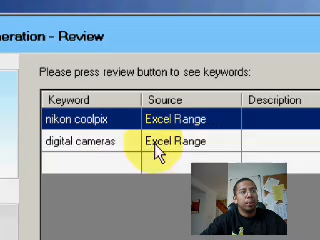 eration - Review
Please press review button to see keywords:
Keyword Source Description
nikon coolpix Excel Range
digital cameras Excel Range